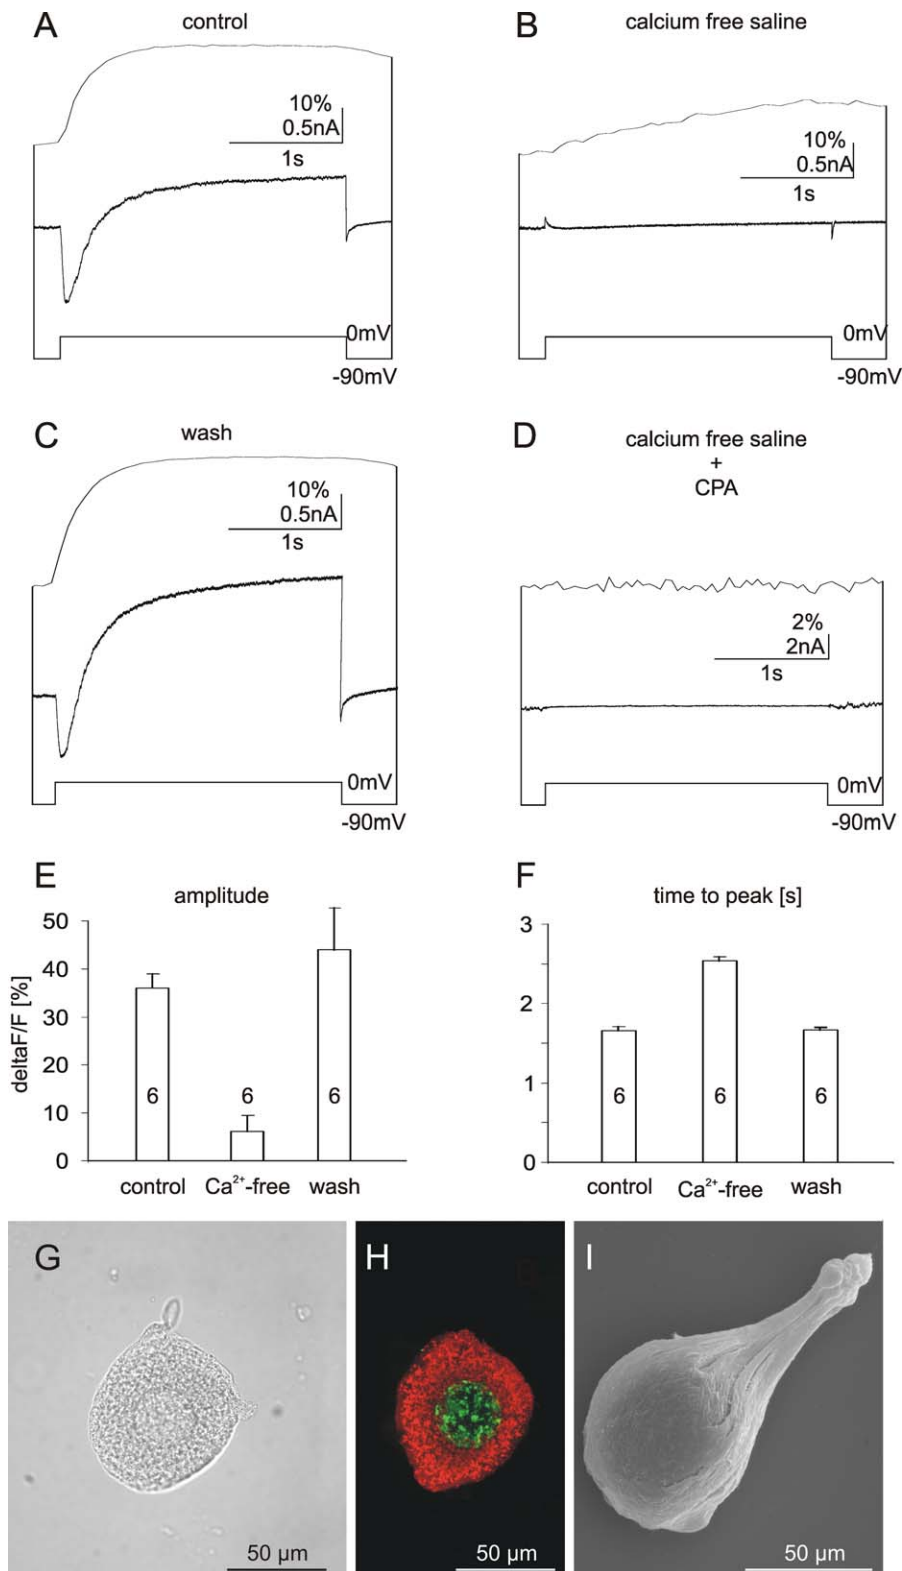 A
control
10%
0.5nA
1s
0mV
-90mV
B
calcium free saline
10%
0.5nA
1s
0mV
-90mV
C
wash
10%
0.5nA
1s
0mV
-90mV
D
calcium free saline
+
CPA
2%
2nA
1s
0mV
-90mV
E
amplitude
deltaF/F [%]
50
40
30
20
10
0
6
6
6
control
Ca²⁺-free
wash
F
time to peak [s]
3
2
1
0
6
6
6
control
Ca²⁺-free
wash
G
50 µm
H
50 µm
I
50 µm